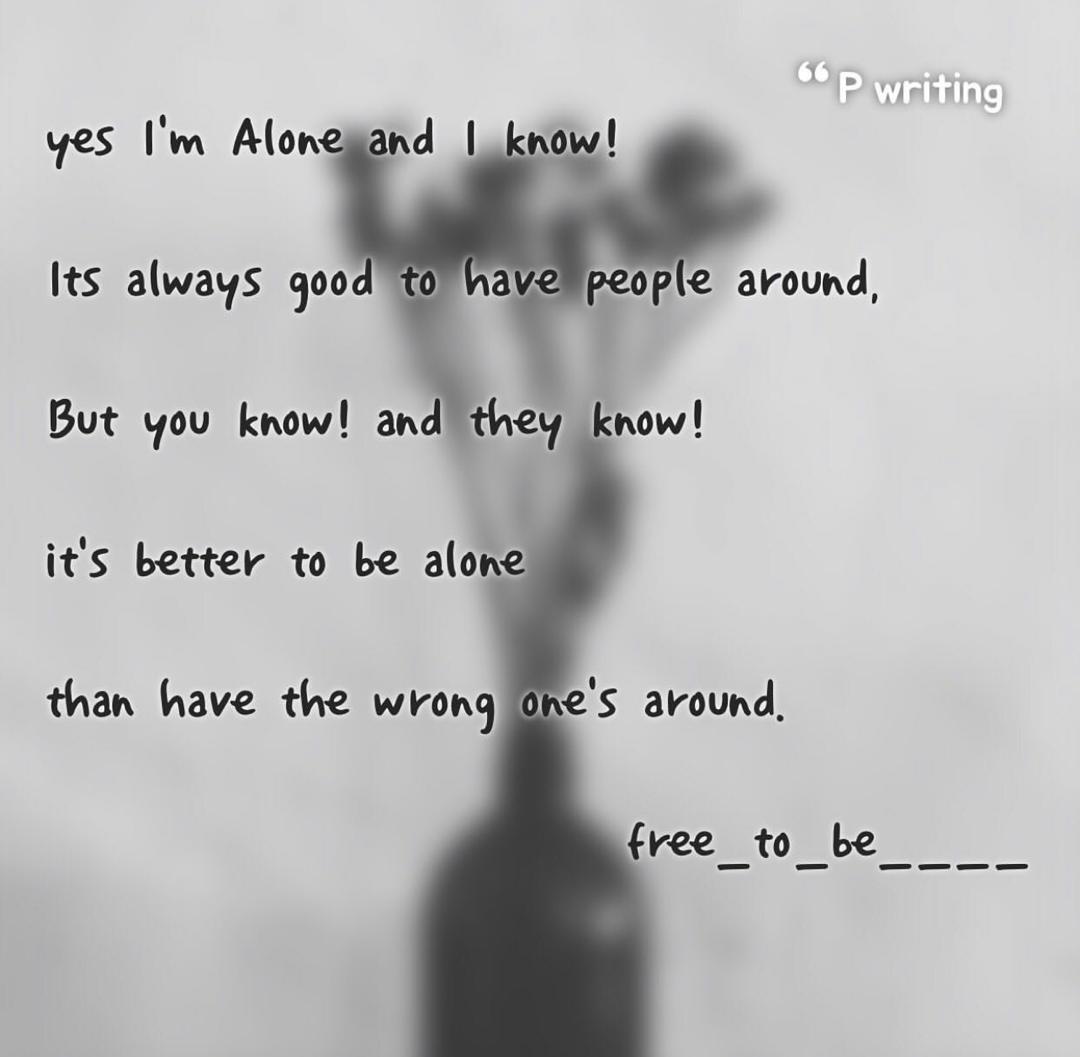 “ P writing
yes I'm Alone and I know!
Its always good to have people around,
But you know! and they know!
it's better to be alone
than have the wrong one's around.
free_to_be____